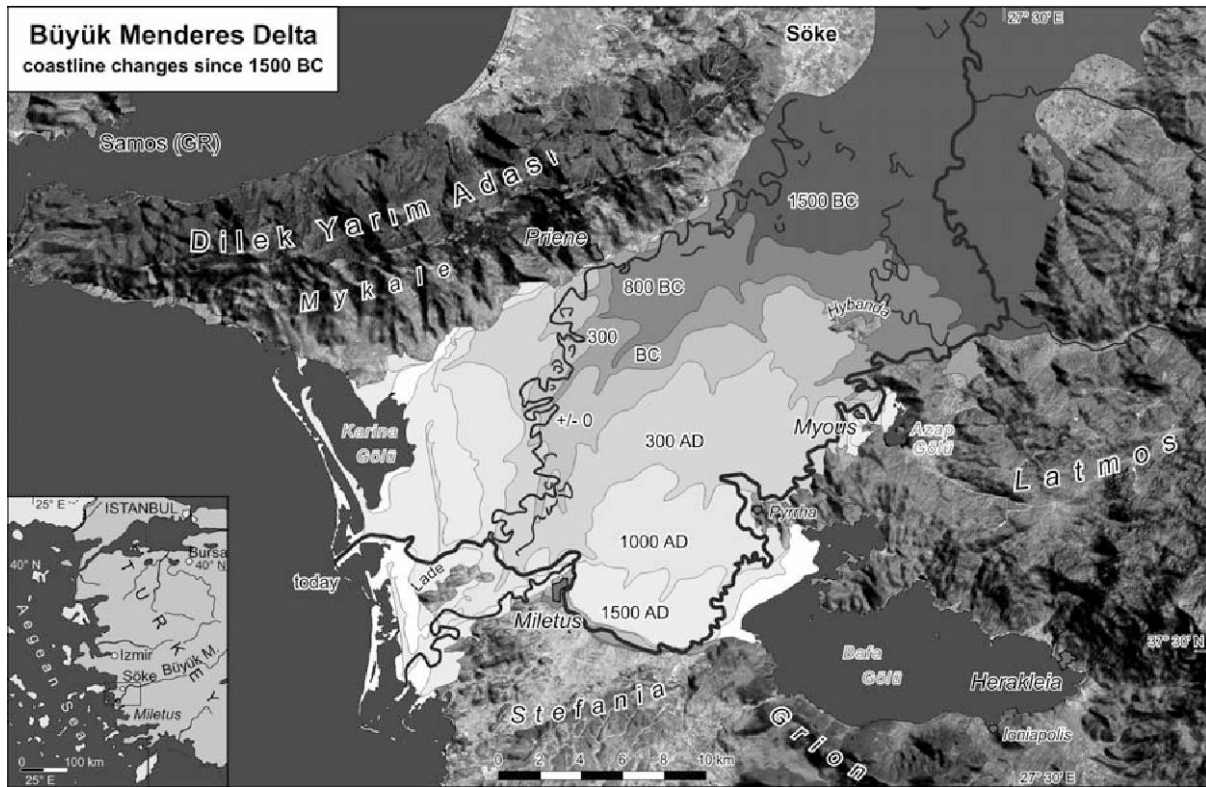 Büyük Menderes Delta
coastline changes since 1500 BC
Söke
27° 30' E
Samos (GR)
Dilek Yarım Adası
Mykale
Priene
1500 BC
800 BC
Hybanda
300
BC
+/- 0
Karina
Gölü
300 AD
Myous
Azap
Gölü
Latmos
Pyrrha
1000 AD
today
Lade
1500 AD
Miletus
37° 30' N
Bafa
Gölü
Herakleia
Stefania
Grion
Ioniapolis
0 2 4 6 8 10 km
27° 30' E
25° E
ISTANBUL
Bursa
40° N
40° N
TURKEY
Aegean Sea
Izmir
Söke
Büyük M.
Miletus
0 100 km
25° E